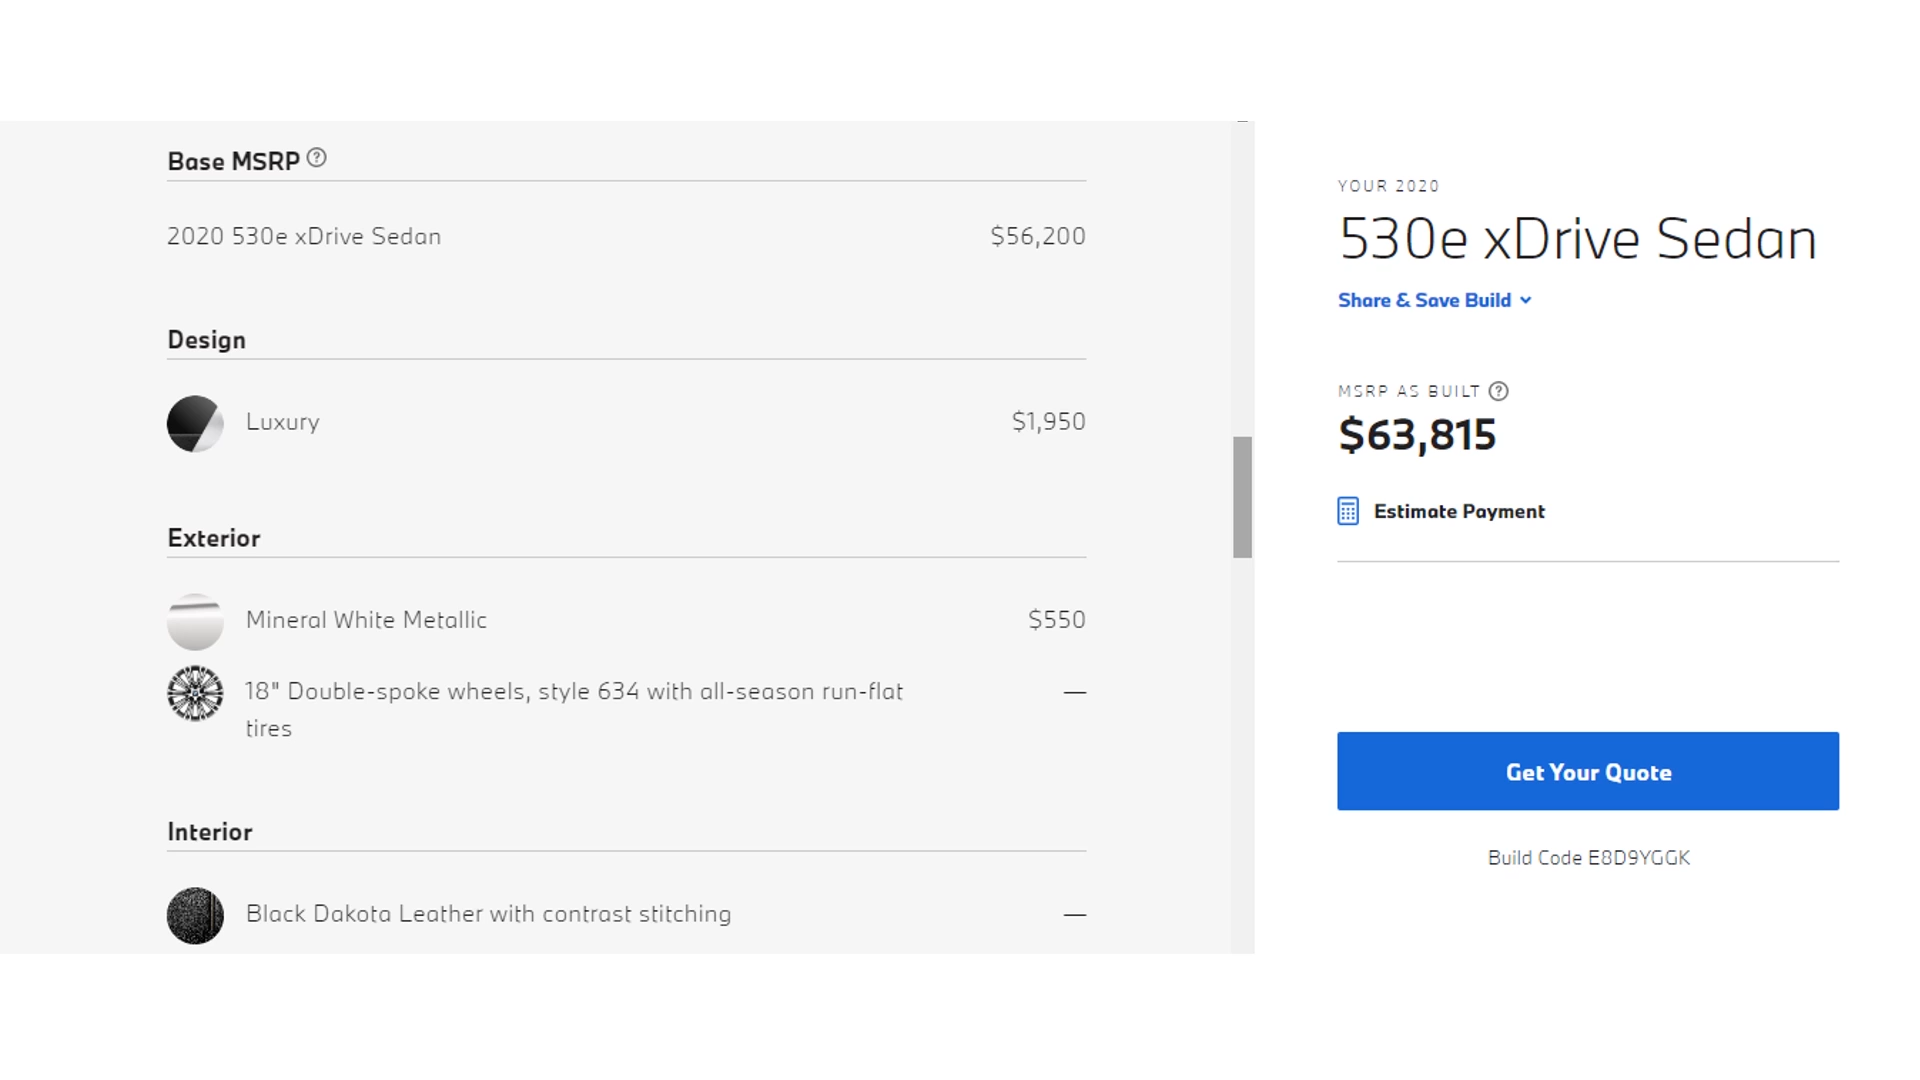 Base MSRP ?
2020 530e xDrive Sedan $56,200
Design
Luxury $1,950
Exterior
Mineral White Metallic $550
18" Double-spoke wheels, style 634 with all-season run-flat —
tires
Interior
Black Dakota Leather with contrast stitching —
YOUR 2020
530e xDrive Sedan
Share & Save Build
MSRP AS BUILT ?
$63,815
Estimate Payment
Get Your Quote
Build Code E8D9YGGK